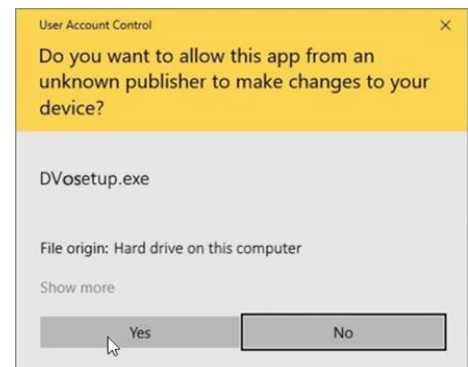 User Account Control
Do you want to allow this app from an
unknown publisher to make changes to your
device?
DVosetup.exe
File origin: Hard drive on this computer
Show more
Yes
No